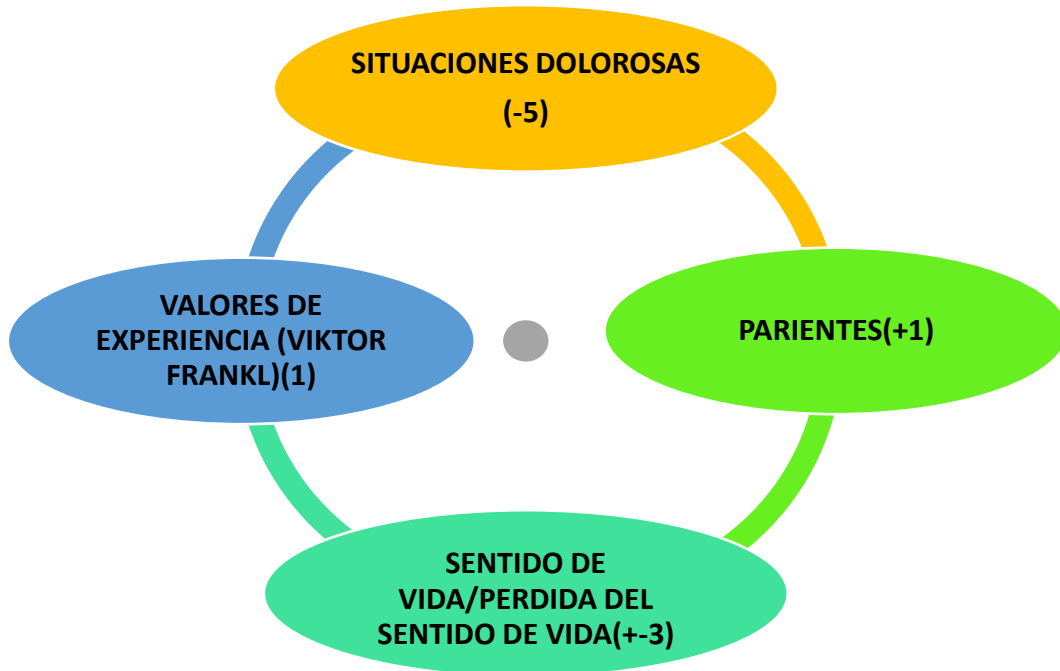 SITUACIONES DOLOROSAS
(-5)
VALORES DE
EXPERIENCIA (VIKTOR
FRANKL)(1)
PARIENTES(+1)
SENTIDO DE
VIDA/PERDIDA DEL
SENTIDO DE VIDA(+-3)